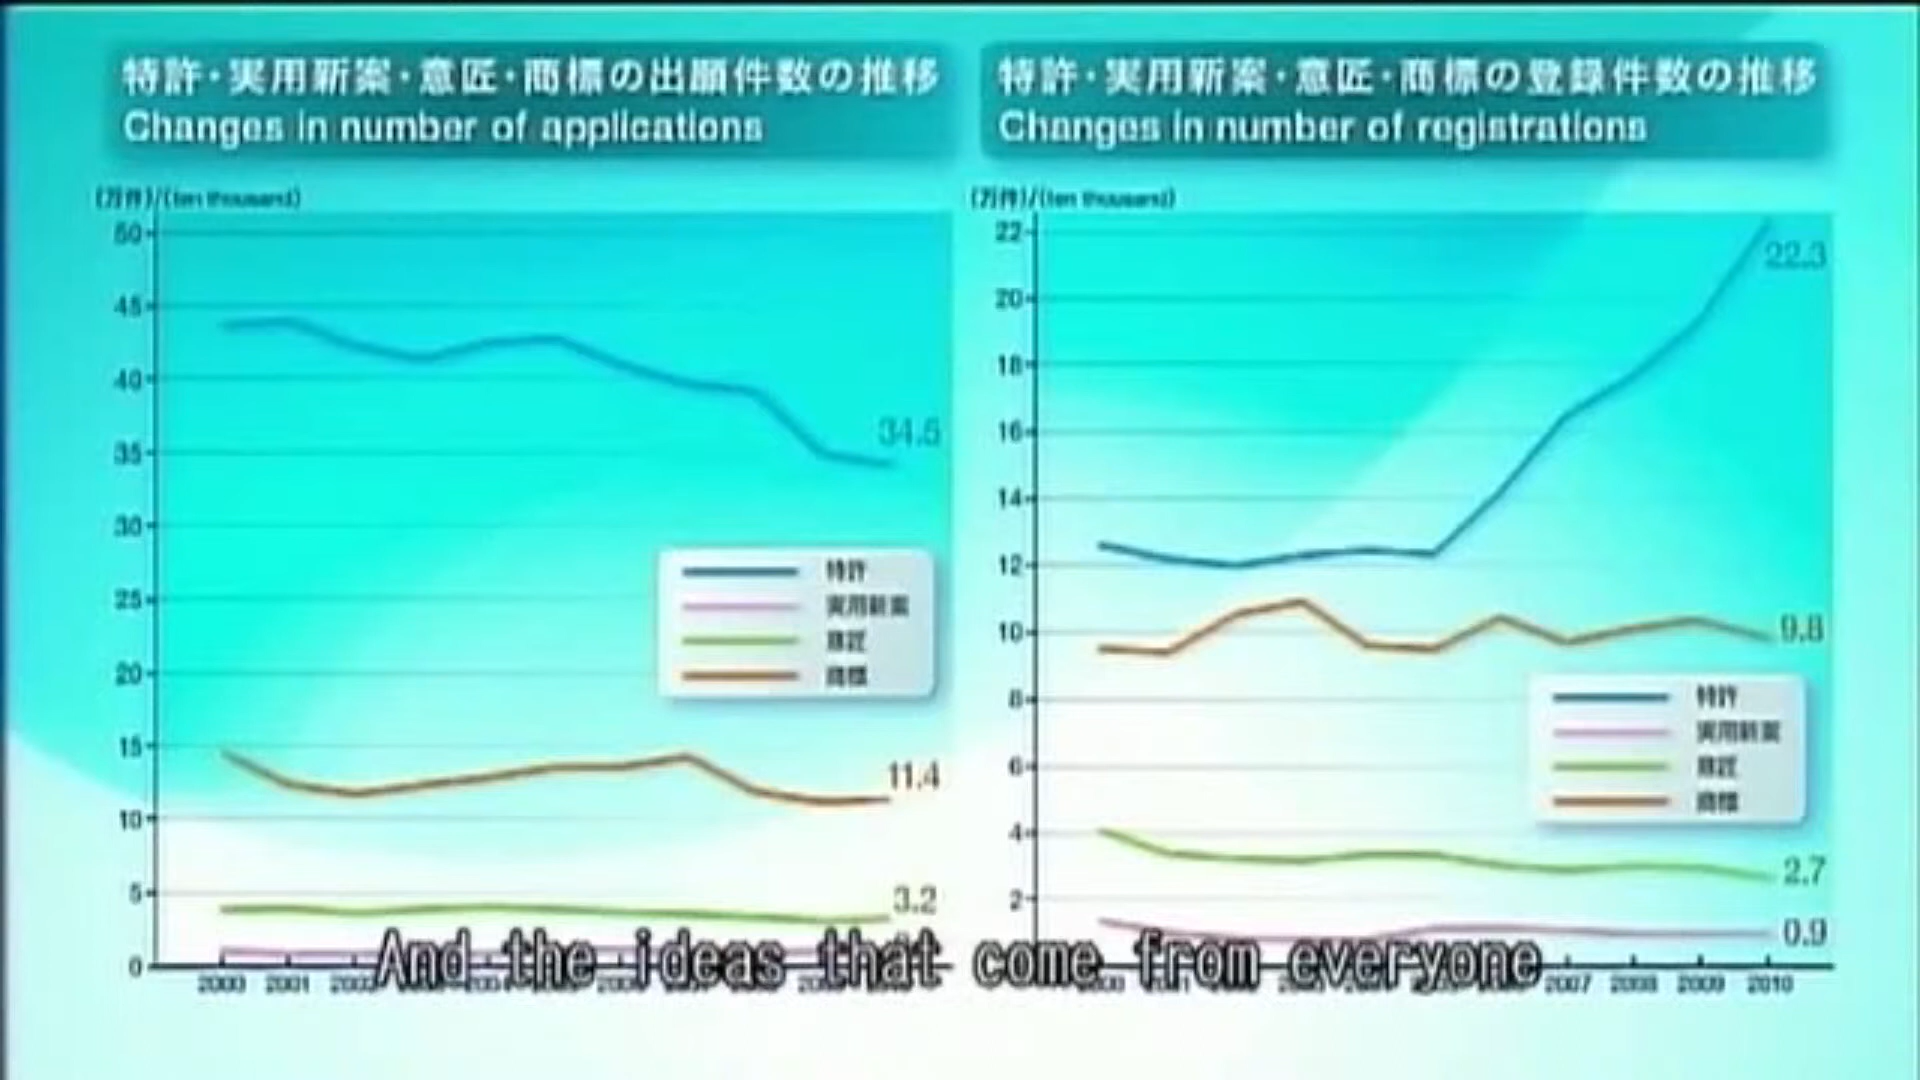 特許・実用新案・意匠・商標の出願件数の推移
Changes in number of applications
(万件)/(ten thousand)
50
45
40
35
30
25
20
15
10
5
0
34.5
11.4
3.2
特許
実用新案
意匠
商標
2000
2001
特許・実用新案・意匠・商標の登録件数の推移
Changes in number of registrations
(万件)/(ten thousand)
22
20
18
16
14
12
10
8
6
4
2
22.3
9.8
2.7
0.9
特許
実用新案
意匠
商標
2007 2008 2009 2010
And the ideas that come from everyone